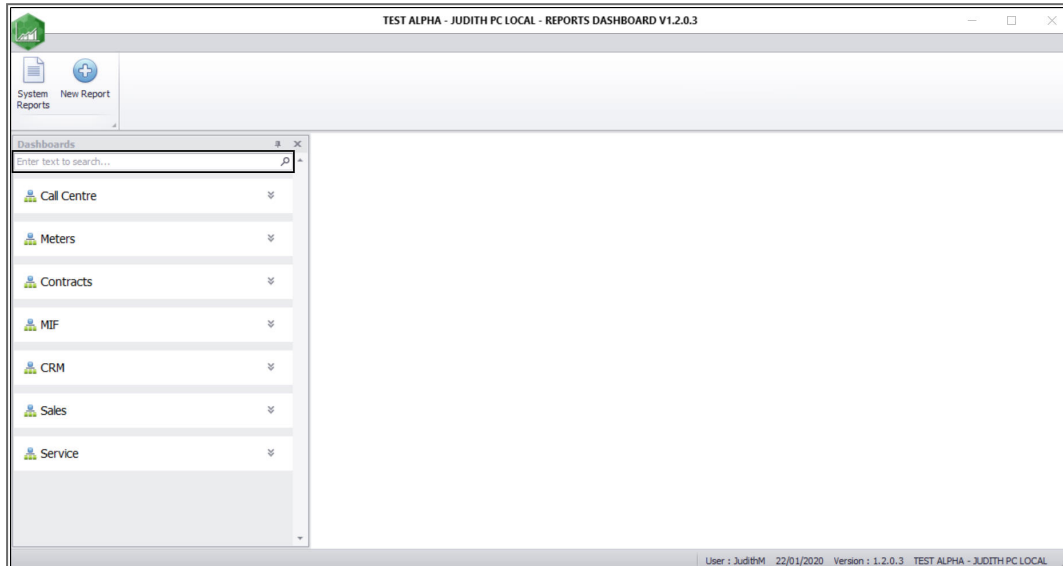 TEST ALPHA - JUDITH PC LOCAL - REPORTS DASHBOARD V1.2.0.3
System Reports
New Report
Dashboards
Enter text to search...
Call Centre
Meters
Contracts
MIF
CRM
Sales
Service
User : JudithM 22/01/2020 Version : 1.2.0.3 TEST ALPHA - JUDITH PC LOCAL